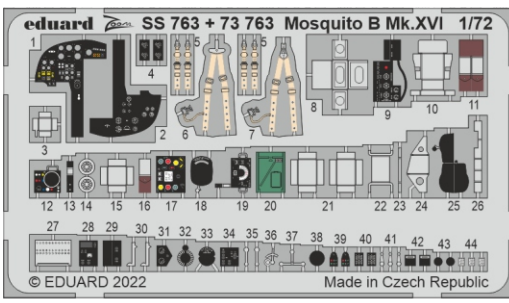 eduard Zoom SS 763 + 73 763 Mosquito B Mk.XVI 1/72
1 4 5 5 6 7 8 9 10 11
2 3
12 13 14 15 16 17 18 19 20 21 22 23 24 25 26
27 28 29 30 31 32 33 34 35 36 37 38 39 40 41 42 43 44
© EDUARD 2022 Made in Czech Republic